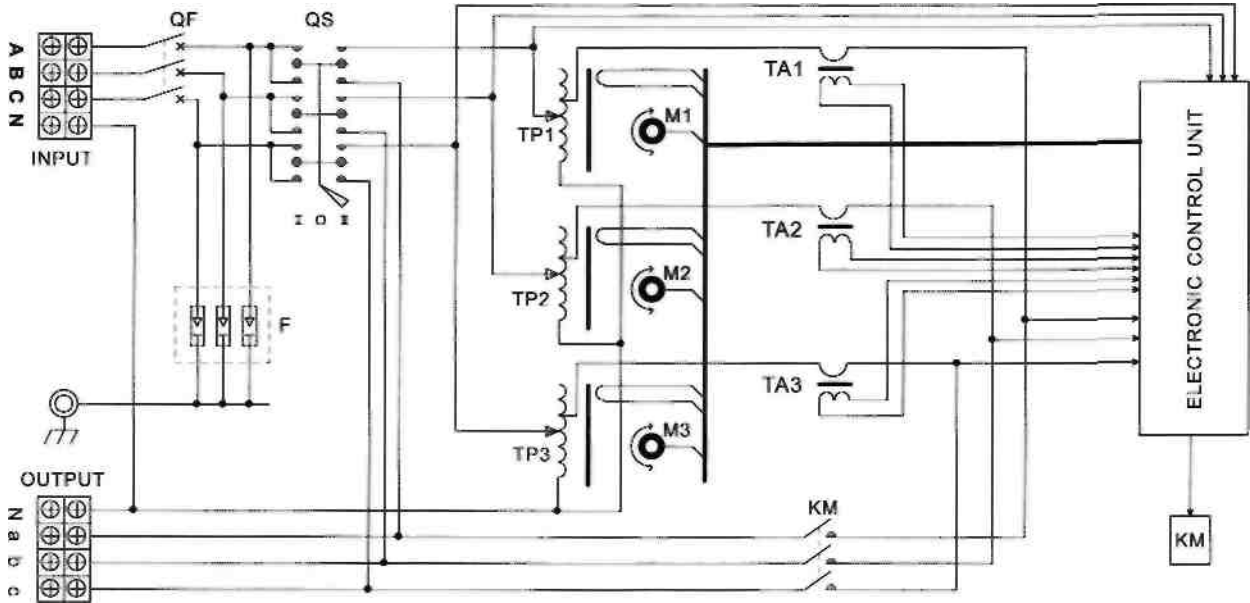 QF
QS
A
B
C
N
INPUT
TP1
M1
TA1
TP2
M2
TA2
TP3
M3
TA3
I O II
F
ELECTRONIC CONTROL UNIT
OUTPUT
N
a
b
c
KM
KM